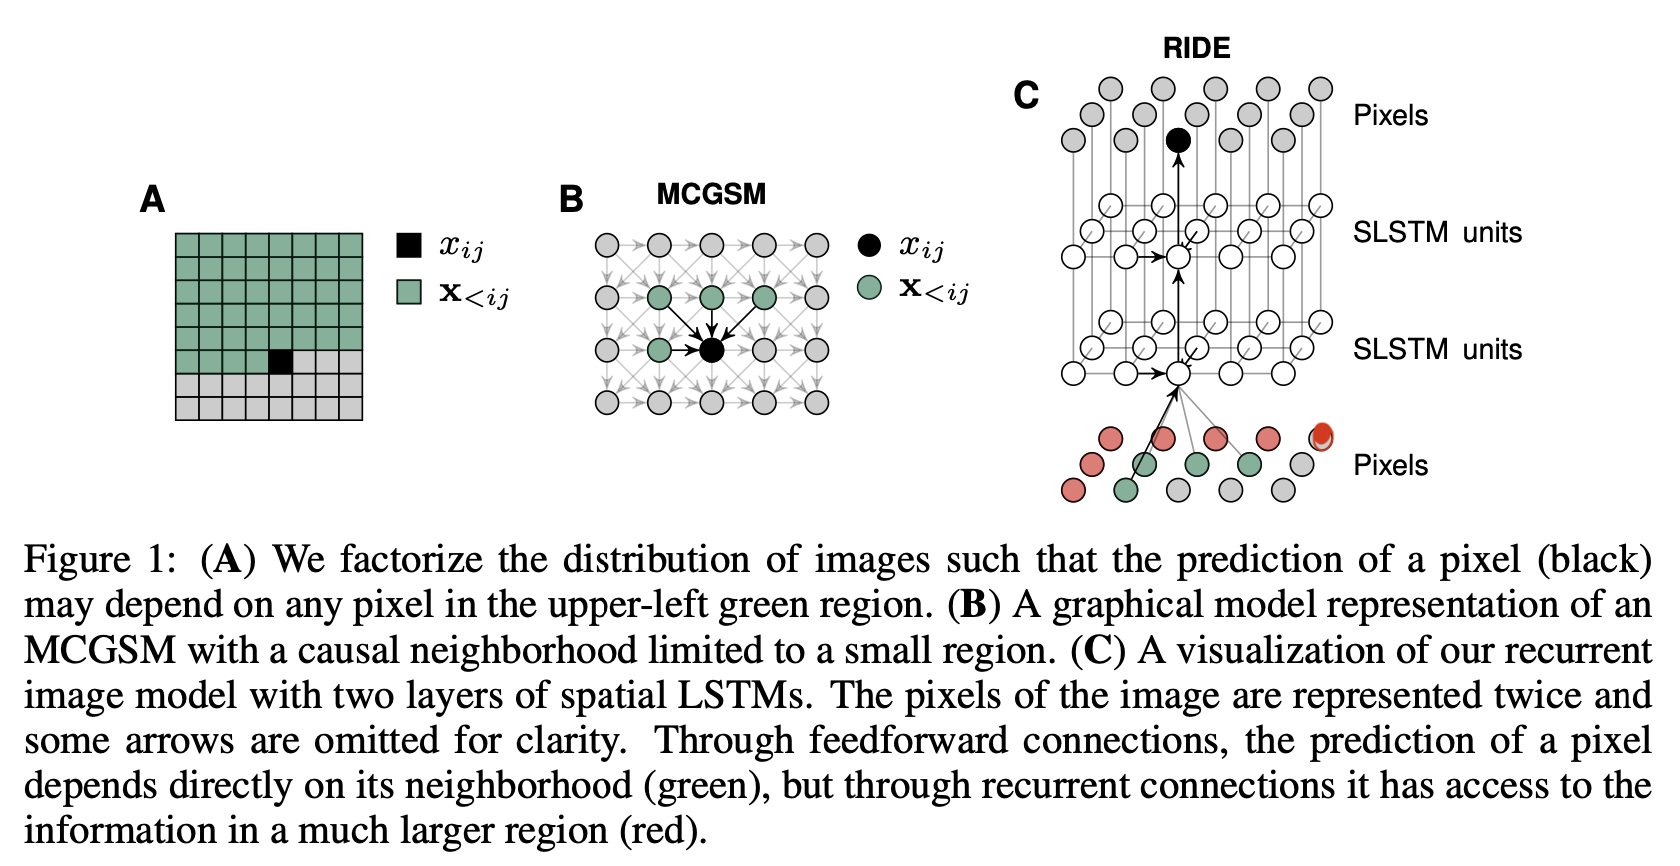 RIDE
C
Pixels
A
B
MCGSM
x_{ij}
x_{<ij}
x_{ij}
x_{<ij}
SLSTM units
SLSTM units
Pixels
Figure 1: (A) We factorize the distribution of images such that the prediction of a pixel (black)
may depend on any pixel in the upper-left green region. (B) A graphical model representation of an
MCGSM with a causal neighborhood limited to a small region. (C) A visualization of our recurrent
image model with two layers of spatial LSTMs. The pixels of the image are represented twice and
some arrows are omitted for clarity. Through feedforward connections, the prediction of a pixel
depends directly on its neighborhood (green), but through recurrent connections it has access to the
information in a much larger region (red).